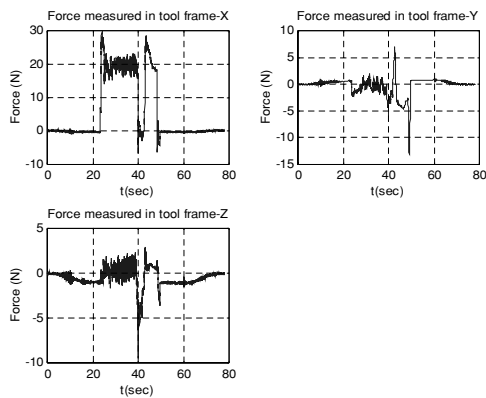 Force measured in tool frame-X
30
20
10
0
-10
Force (N)
0 20 40 60 80
t(sec)
Force measured in tool frame-Y
10
5
0
-5
-10
-15
Force (N)
0 20 40 60 80
t(sec)
Force measured in tool frame-Z
5
0
-5
-10
Force (N)
0 20 40 60 80
t(sec)